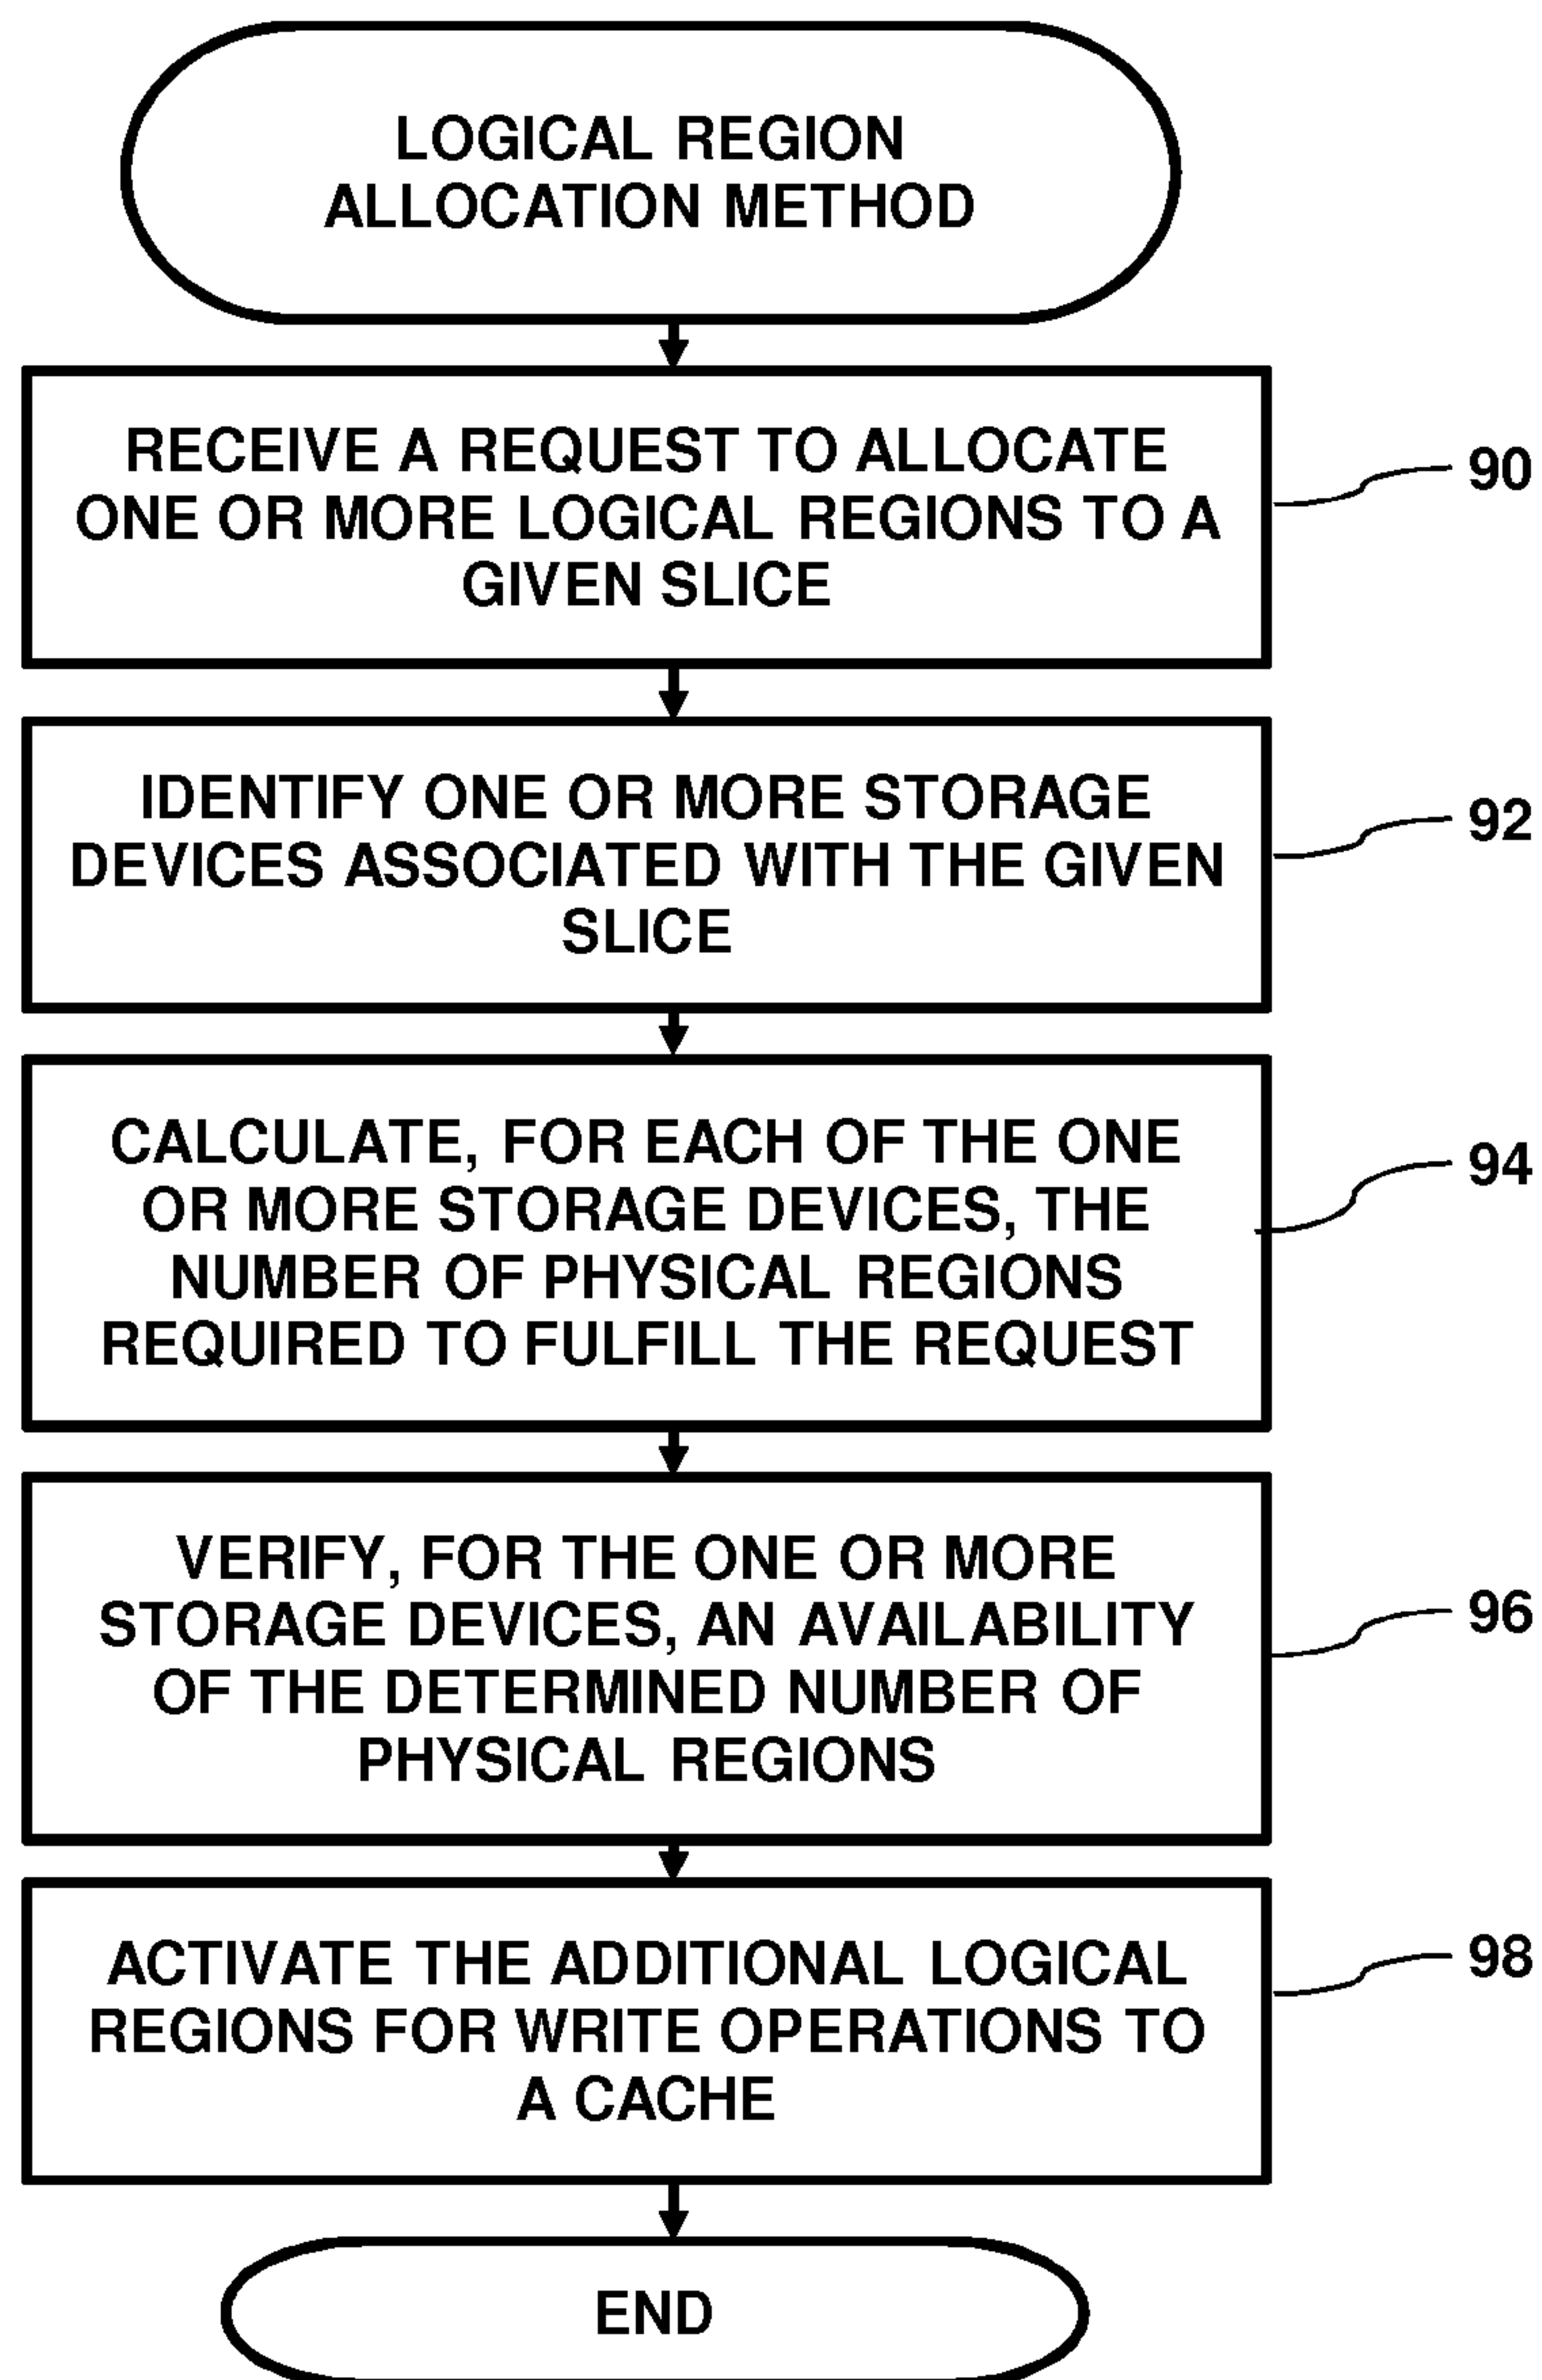 LOGICAL REGION
ALLOCATION METHOD
RECEIVE A REQUEST TO ALLOCATE
ONE OR MORE LOGICAL REGIONS TO A
GIVEN SLICE
90
IDENTIFY ONE OR MORE STORAGE
DEVICES ASSOCIATED WITH THE GIVEN
SLICE
92
CALCULATE, FOR EACH OF THE ONE
OR MORE STORAGE DEVICES, THE
NUMBER OF PHYSICAL REGIONS
REQUIRED TO FULFILL THE REQUEST
94
VERIFY, FOR THE ONE OR MORE
STORAGE DEVICES, AN AVAILABILITY
OF THE DETERMINED NUMBER OF
PHYSICAL REGIONS
96
ACTIVATE THE ADDITIONAL LOGICAL
REGIONS FOR WRITE OPERATIONS TO
A CACHE
98
END